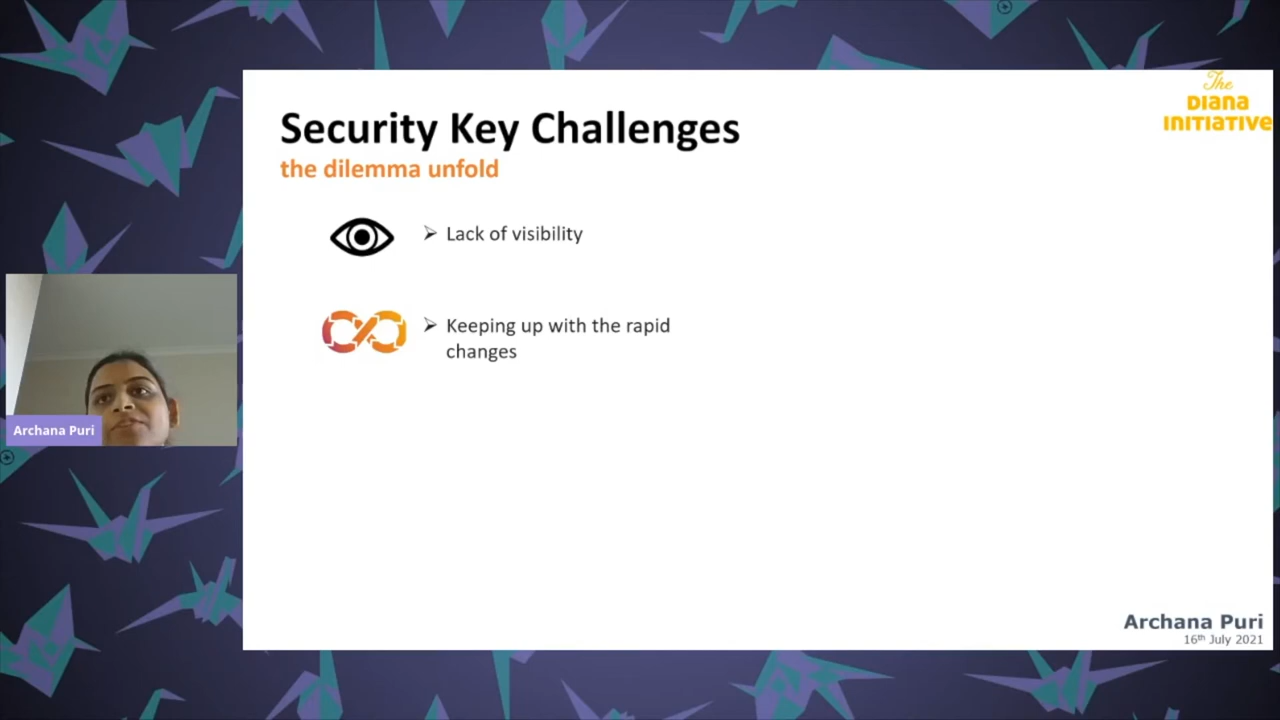 The
DIANA
INITIATIVE
Security Key Challenges
the dilemma unfold
➢ Lack of visibility
➢ Keeping up with the rapid
changes
Archana Puri
Archana Puri
16th July 2021